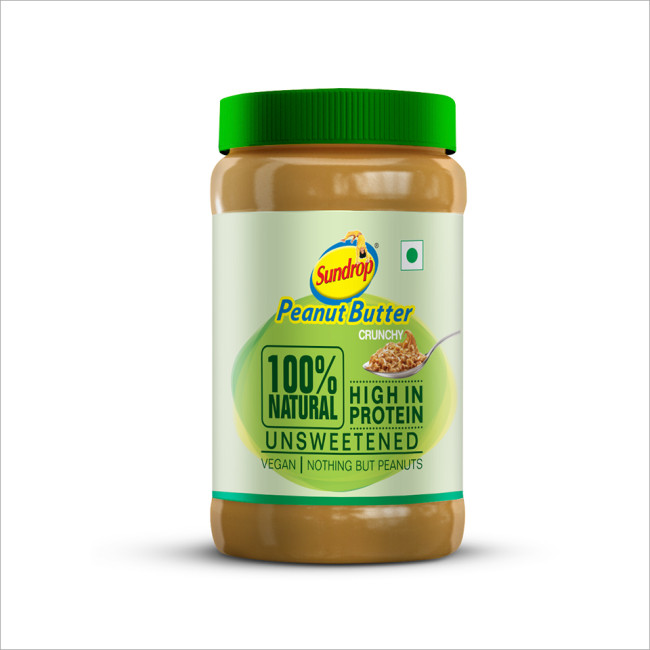 Sundrop®
Peanut Butter
CRUNCHY
100%
NATURAL
HIGH IN
PROTEIN
UNSWEETENED
VEGAN | NOTHING BUT PEANUTS